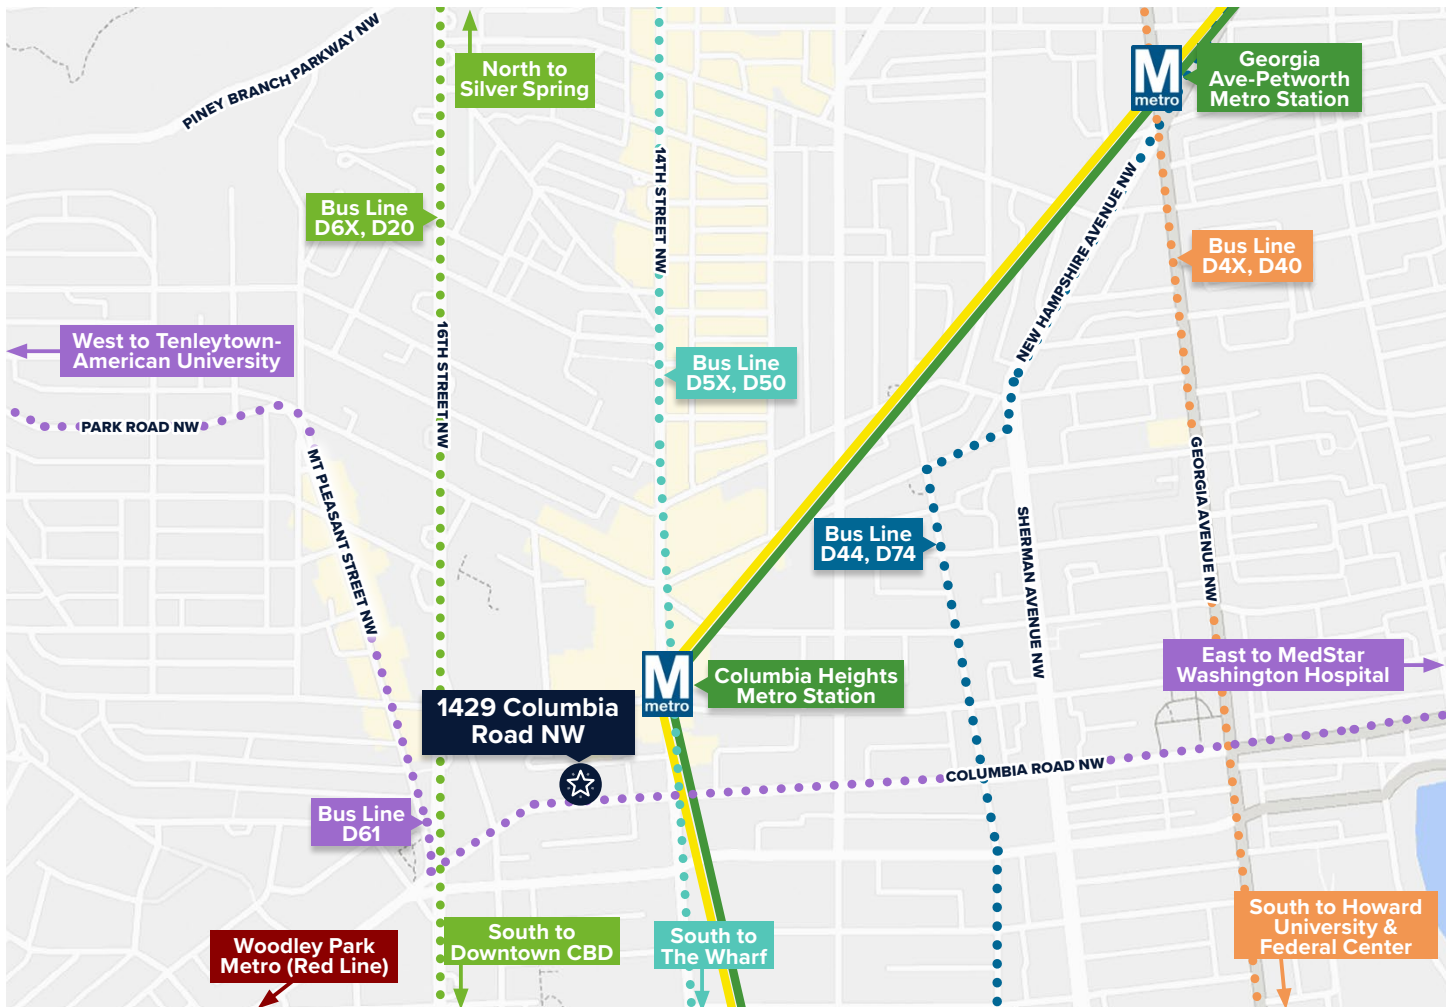 PINEY BRANCH PARKWAY NW
North to
Silver Spring
M
metro
Georgia
Ave-Petworth
Metro Station
14TH STREET NW
NEW HAMPSHIRE AVENUE NW
Bus Line
D6X, D20
Bus Line
D4X, D40
West to Tenleytown-
American University
16TH STREET NW
Bus Line
D5X, D50
PARK ROAD NW
MT PLEASANT STREET NW
GEORGIA AVENUE NW
Bus Line
D44, D74
SHERMAN AVENUE NW
M
metro
Columbia Heights
Metro Station
East to MedStar
Washington Hospital
1429 Columbia
Road NW
COLUMBIA ROAD NW
Bus Line
D61
Woodley Park
Metro (Red Line)
South to
Downtown CBD
South to
The Wharf
South to Howard
University &
Federal Center